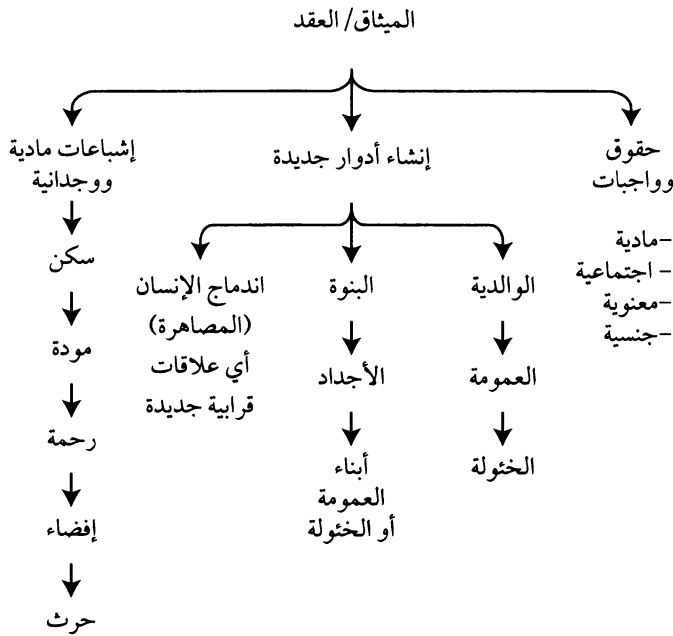 الميثاق/ العقد
حقوق
وواجبات
-مادية
- اجتماعية
-معنوية
-جنسية
إنشاء أدوار جديدة
الوالدية
العمومة
الخئولة
البنوة
الأجداد
أبناء
العمومة
أو الخئولة
اندماج الإنسان
(المصاهرة)
أي علاقات
قرابية جديدة
إشباعات مادية
ووجدانية
سكن
مودة
رحمة
إفضاء
حرث